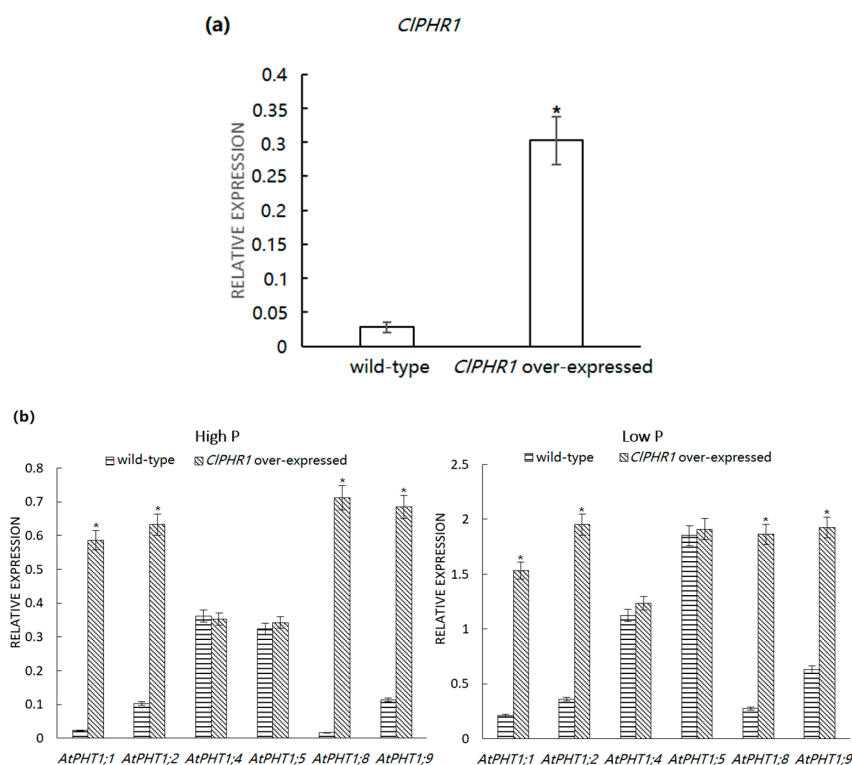 (a)
ClPHR1
RELATIVE EXPRESSION
0.4
0.35
0.3
0.25
0.2
0.15
0.1
0.05
0
*
wild-type
ClPHR1 over-expressed
(b)
High P
wild-type
ClPHR1 over-expressed
RELATIVE EXPRESSION
0.8
0.7
0.6
0.5
0.4
0.3
0.2
0.1
0
*
*
*
*
AtPHT1;1 AtPHT1;2 AtPHT1;4 AtPHT1;5 AtPHT1;8 AtPHT1;9
Low P
wild-type
ClPHR1 over-expressed
RELATIVE EXPRESSION
2.5
2
1.5
1
0.5
0
*
*
*
*
AtPHT1;1 AtPHT1;2 AtPHT1;4 AtPHT1;5 AtPHT1;8 AtPHT1;9